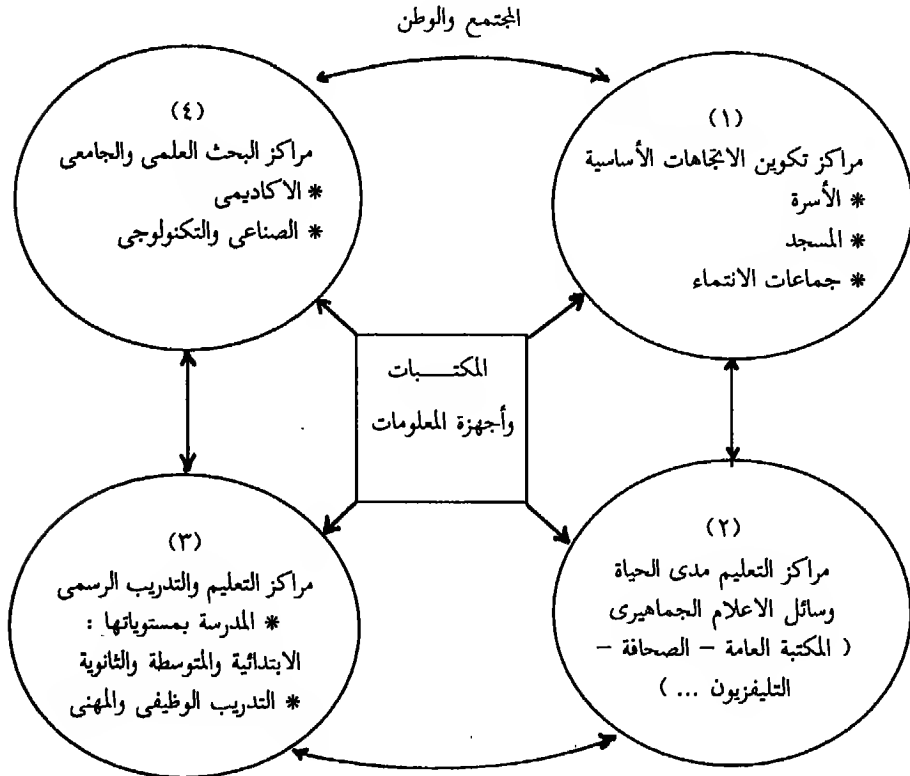 المجتمع والوطن
(١)
مراكز تكوين الاتجاهات الأساسية
* الأسرة
* المسجد
* جماعات الانتماء
(٢)
مراكز التعليم مدى الحياة
وسائل الاعلام الجماهيرى
( المكتبة العامة – الصحافة –
التليفزيون ... )
(٣)
مراكز التعليم والتدريب الرسمى
* المدرسة بمستوياتها :
الابتدائية والمتوسطة والثانوية
* التدريب الوظيفى والمهنى
(٤)
مراكز البحث العلمى والجامعى
* الاكاديمى
* الصناعى والتكنولوجى
المكتـــبات
وأجهزة المعلومات